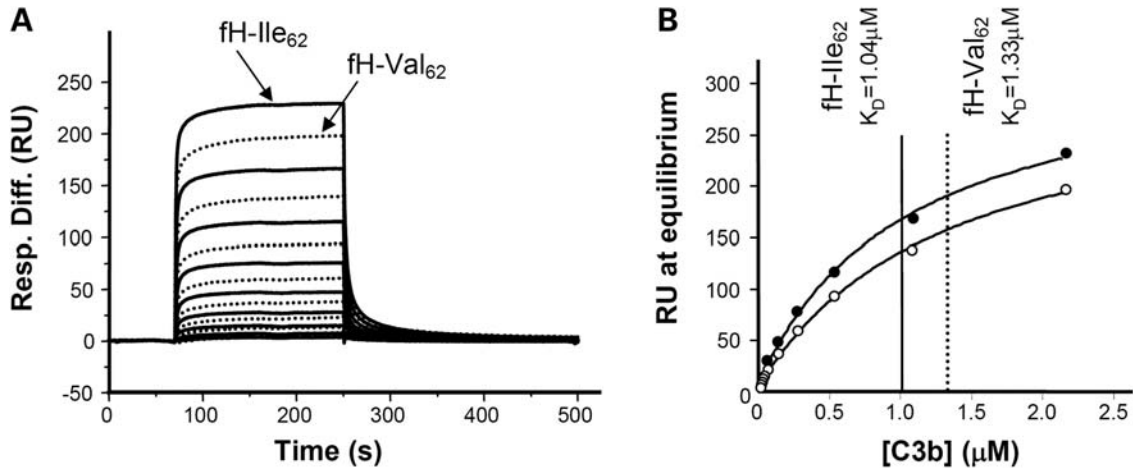 A
fH-Ile62
fH-Val62
Resp. Diff. (RU)
250
200
150
100
50
0
-50
0
100
200
300
400
500
Time (s)
B
fH-Ile62
KD=1.04μM
fH-Val62
KD=1.33μM
RU at equilibrium
300
250
200
150
100
50
0
0
0.5
1.0
1.5
2.0
2.5
[C3b] (μM)